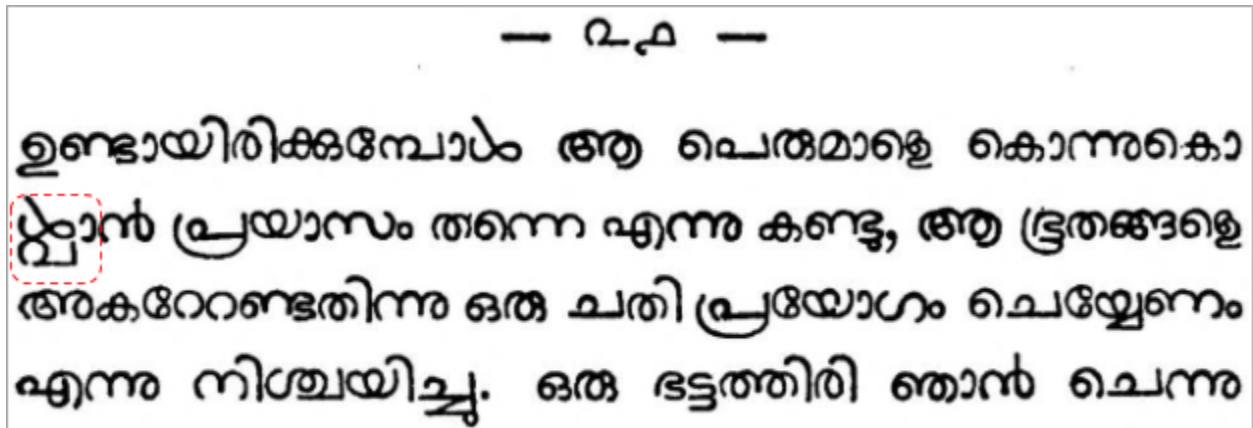 — ൨൧ —
ഉണ്ടായിരിക്കുമ്പോൾ ആ പെരുമാളെ കൊന്നുകൊ
ൾ്വാൻ പ്രയാസം തന്നെ എന്നു കണ്ടു, ആ ഭൂതങ്ങളെ
അകറേറണ്ടതിന്നു ഒരു ചതി പ്രയോഗം ചെയ്യേണം
എന്നു നിശ്ചയിച്ചു. ഒരു ഭട്ടത്തിരി ഞാൻ ചെന്നു